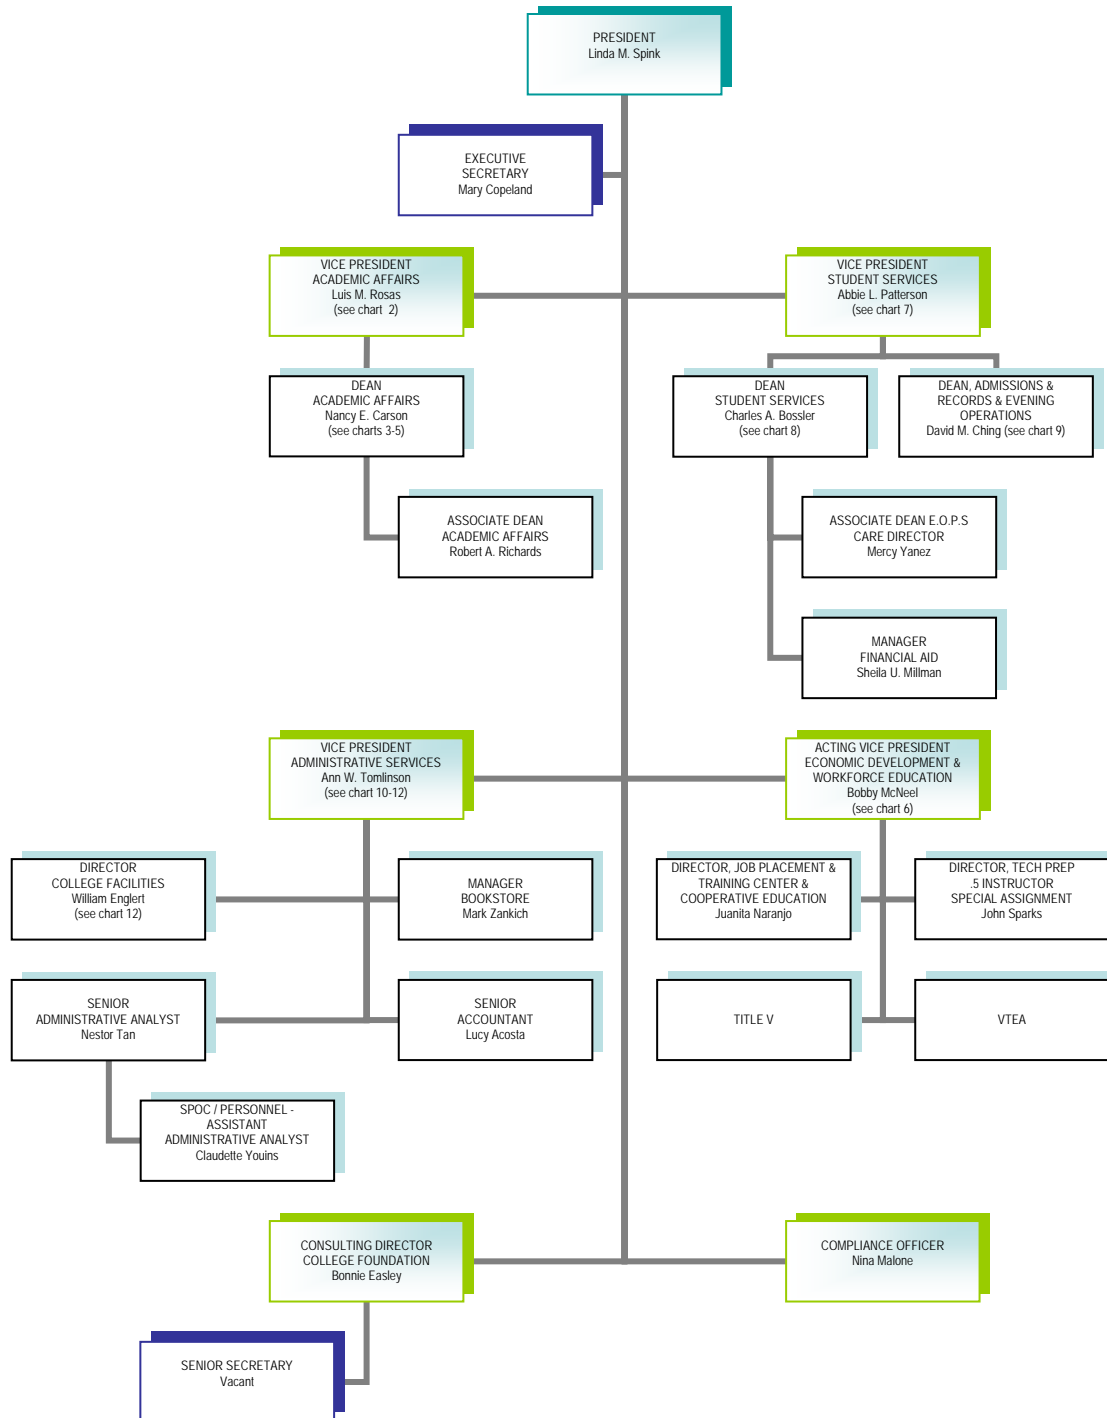 PRESIDENT
Linda M. Spink
EXECUTIVE
SECRETARY
Mary Copeland
VICE PRESIDENT
ACADEMIC AFFAIRS
Luis M. Rosas
(see chart 2)
VICE PRESIDENT
STUDENT SERVICES
Abbie L. Patterson
(see chart 7)
DEAN
ACADEMIC AFFAIRS
Nancy E. Carson
(see charts 3-5)
DEAN
STUDENT SERVICES
Charles A. Bossler
(see chart 8)
DEAN, ADMISSIONS &
RECORDS & EVENING
OPERATIONS
David M. Ching (see chart 9)
ASSOCIATE DEAN
ACADEMIC AFFAIRS
Robert A. Richards
ASSOCIATE DEAN E.O.P.S
CARE DIRECTOR
Mercy Yanez
MANAGER
FINANCIAL AID
Sheila U. Millman
VICE PRESIDENT
ADMINISTRATIVE SERVICES
Ann W. Tomlinson
(see chart 10-12)
ACTING VICE PRESIDENT
ECONOMIC DEVELOPMENT &
WORKFORCE EDUCATION
Bobby McNeel
(see chart 6)
DIRECTOR
COLLEGE FACILITIES
William Englert
(see chart 12)
MANAGER
BOOKSTORE
Mark Zankich
DIRECTOR, JOB PLACEMENT &
TRAINING CENTER &
COOPERATIVE EDUCATION
Juanita Naranjo
DIRECTOR, TECH PREP
.5 INSTRUCTOR
SPECIAL ASSIGNMENT
John Sparks
SENIOR
ADMINISTRATIVE ANALYST
Nestor Tan
SENIOR
ACCOUNTANT
Lucy Acosta
TITLE V
VTEA
SPOC / PERSONNEL -
ASSISTANT
ADMINISTRATIVE ANALYST
Claudette Youins
CONSULTING DIRECTOR
COLLEGE FOUNDATION
Bonnie Easley
COMPLIANCE OFFICER
Nina Malone
SENIOR SECRETARY
Vacant